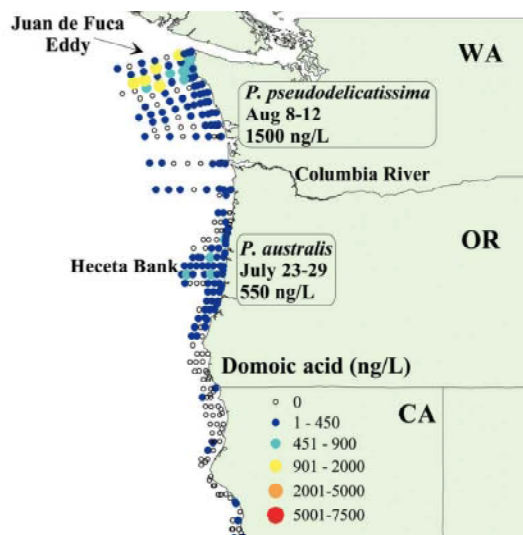 Juan de Fuca
Eddy
WA
P. pseudodelicatissima
Aug 8-12
1500 ng/L
Columbia River
OR
P. australis
July 23-29
550 ng/L
Heceta Bank
Domoic acid (ng/L)
CA
0
1 - 450
451 - 900
901 - 2000
2001-5000
5001-7500